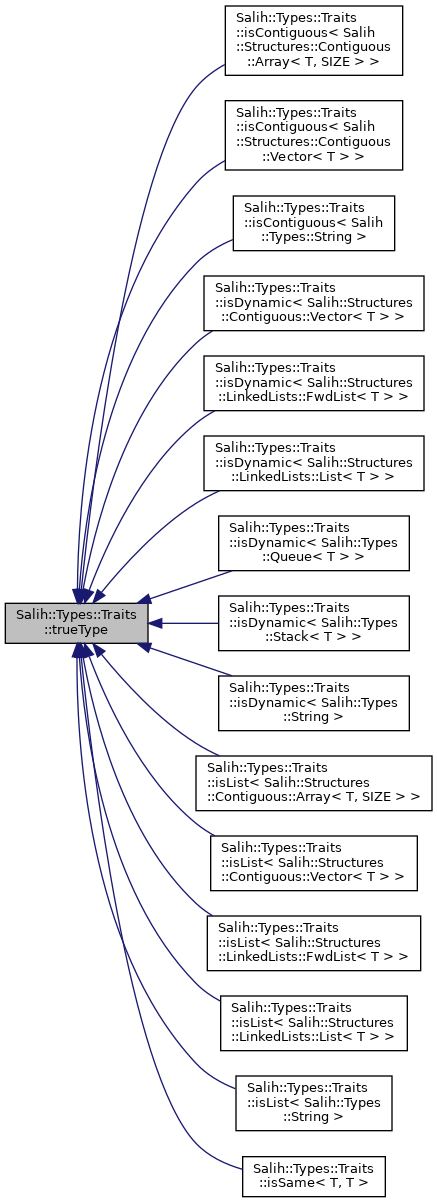 Salih::Types::Traits
::isContiguous< Salih
::Structures::Contiguous
::Array< T, SIZE > >
Salih::Types::Traits
::isContiguous< Salih
::Structures::Contiguous
::Vector< T > >
Salih::Types::Traits
::isContiguous< Salih
::Types::String >
Salih::Types::Traits
::isDynamic< Salih::Structures
::Contiguous::Vector< T > >
Salih::Types::Traits
::isDynamic< Salih::Structures
::LinkedLists::FwdList< T > >
Salih::Types::Traits
::isDynamic< Salih::Structures
::LinkedLists::List< T > >
Salih::Types::Traits
::isDynamic< Salih::Types
::Queue< T > >
Salih::Types::Traits
::trueType
Salih::Types::Traits
::isDynamic< Salih::Types
::Stack< T > >
Salih::Types::Traits
::isDynamic< Salih::Types
::String >
Salih::Types::Traits
::isList< Salih::Structures
::Contiguous::Array< T, SIZE > >
Salih::Types::Traits
::isList< Salih::Structures
::Contiguous::Vector< T > >
Salih::Types::Traits
::isList< Salih::Structures
::LinkedLists::FwdList< T > >
Salih::Types::Traits
::isList< Salih::Structures
::LinkedLists::List< T > >
Salih::Types::Traits
::isList< Salih::Types
::String >
Salih::Types::Traits
::isSame< T, T >